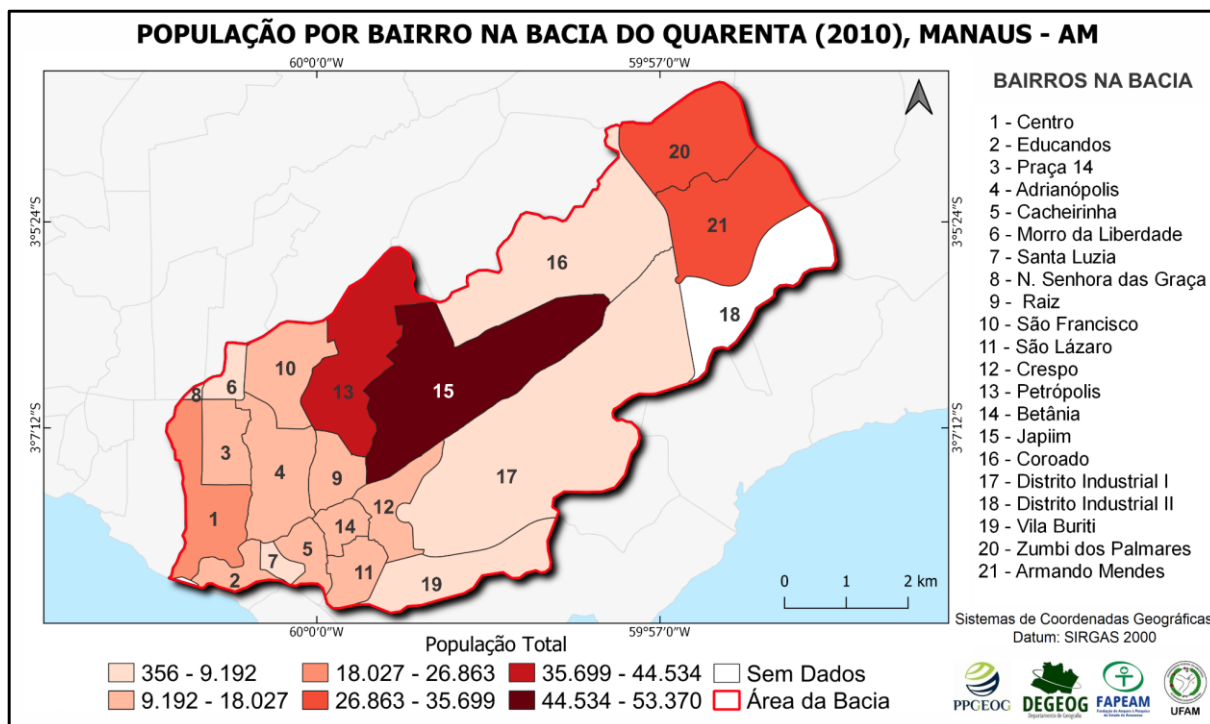 POPULAÇÃO POR BAIRRO NA BACIA DO QUARENTA (2010), MANAUS - AM
60°0'0"W
59°57'0"W
3°5'24"S
3°5'24"S
3°7'12"S
3°7'12"S
20
21
16
18
10
13
15
8
6
3
4
9
17
12
1
14
5
7
2
11
19
0 1 2 km
60°0'0"W
59°57'0"W
BAIRROS NA BACIA
1 - Centro
2 - Educandos
3 - Praça 14
4 - Adrianópolis
5 - Cacheirinha
6 - Morro da Liberdade
7 - Santa Luzia
8 - N. Senhora das Graça
9 - Raiz
10 - São Francisco
11 - São Lázaro
12 - Crespo
13 - Petrópolis
14 - Betânia
15 - Japiim
16 - Coroado
17 - Distrito Industrial I
18 - Distrito Industrial II
19 - Vila Buriti
20 - Zumbi dos Palmares
21 - Armando Mendes
Sistemas de Coordenadas Geográficas
Datum: SIRGAS 2000
População Total
356 - 9.192
18.027 - 26.863
35.699 - 44.534
Sem Dados
9.192 - 18.027
26.863 - 35.699
44.534 - 53.370
Área da Bacia
PPGEOG
DEGEOG
Departamento de Geografia
FAPEAM
UFAM